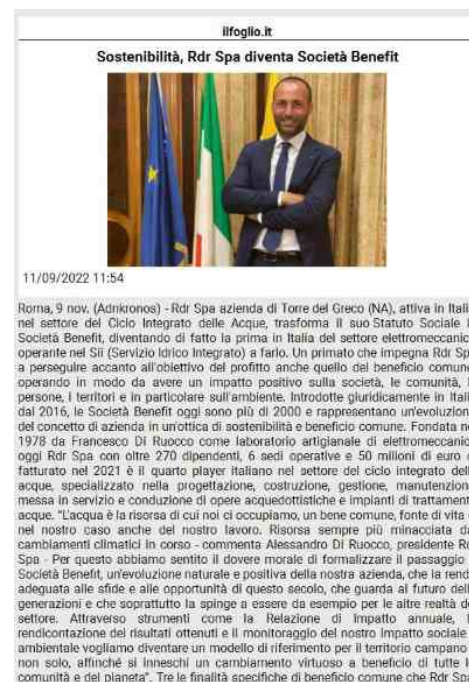 ilfoglio.it
Sostenibilità, Rdr Spa diventa Società Benefit
11/09/2022 11:54
Roma, 9 nov. (Adnkronos) - Rdr Spa azienda di Torre del Greco (NA), attiva in Itali
nel settore del Ciclo Integrato delle Acque, trasforma il suo Statuto Sociale
Società Benefit, diventando di fatto la prima in Italia del settore elettromeccanic
operante nel SII (Servizio Idrico Integrato) a farlo. Un primato che impegna Rdr Sp
a perseguire accanto all'obiettivo del profitto anche quello del beneficio comune
operando in modo da avere un impatto positivo sulla società, le comunità,
persone, i territori e in particolare sull'ambiente. Introdotte giuridicamente in Itali
dal 2016, le Società Benefit oggi sono più di 2000 e rappresentano un'evoluzion
del concetto di azienda in un'ottica di sostenibilità e beneficio comune. Fondata ne
1978 da Francesco Di Ruocco come laboratorio artigianale di elettromeccanic
oggi Rdr Spa con oltre 270 dipendenti, 6 sedi operative e 50 milioni di euro
fatturato nel 2021 è il quarto player italiano nel settore del ciclo integrato dell
acque, specializzato nella progettazione, costruzione, gestione, manutenzion
messa in servizio e conduzione di opere acquedottistiche e impianti di trattament
acque. "L'acqua è la risorsa di cui noi ci occupiamo, un bene comune, fonte di vita
nel nostro caso anche del nostro lavoro. Risorsa sempre più minacciata da
cambiamenti climatici in corso - commenta Alessandro Di Ruocco, presidente Rd
Spa - Per questo abbiamo sentito il dovere morale di formalizzare il passaggio
Società Benefit, un'evoluzione naturale e positiva della nostra azienda, che la rend
adeguata alle sfide e alle opportunità di questo secolo, che guarda al futuro dell
generazioni e che soprattutto la spinge a essere da esempio per le altre realtà de
settore. Attraverso strumenti come la Relazione di Impatto annuale,
rendicontazione dei risultati ottenuti e il monitoraggio del nostro impatto sociale
ambientale vogliamo diventare un modello di riferimento per il territorio campano
non solo, affinché si inneschi un cambiamento virtuoso a beneficio di tutte
comunità e del pianeta". Tre le finalità specifiche di beneficio comune che Rdr Sp